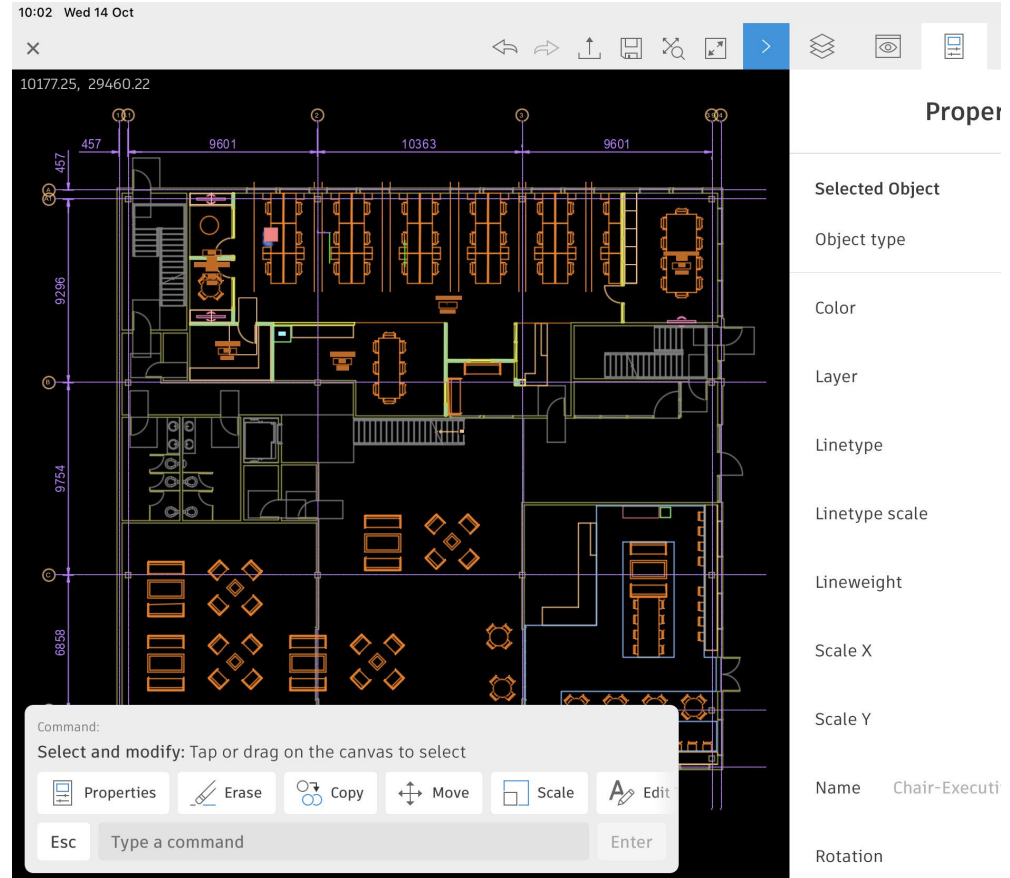 10:02 Wed 14 Oct
10177.25, 29460.22
2
3
457
9601
10363
9601
457
A
9296
B
9754
C
6858
Proper
Selected Object
Object type
Color
Layer
Linetype
Linetype scale
Lineweight
Scale X
Scale Y
Name Chair-Executi
Rotation
Command:
Select and modify: Tap or drag on the canvas to select
Properties
Erase
Copy
Move
Scale
Edit
Esc
Type a command
Enter